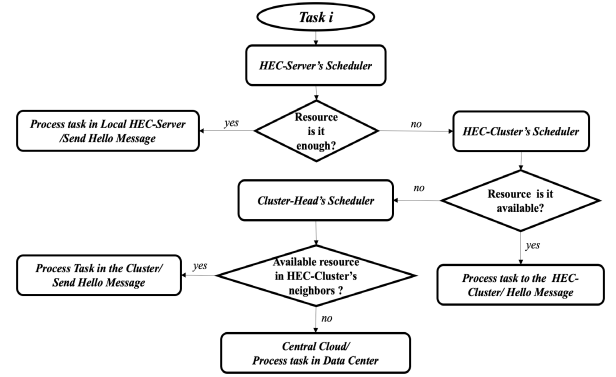 Task i
HEC-Server's Scheduler
Resource
is it
enough?
yes
no
Process task in Local HEC-Server
/Send Hello Message
HEC-Cluster's Scheduler
Resource is it
available?
no
yes
Cluster-Head's Scheduler
Process task to the HEC-
Cluster/ Hello Message
Available resource
in HEC-Cluster's
neighbors ?
yes
no
Process Task in the Cluster/
Send Hello Message
Central Cloud/
Process task in Data Center